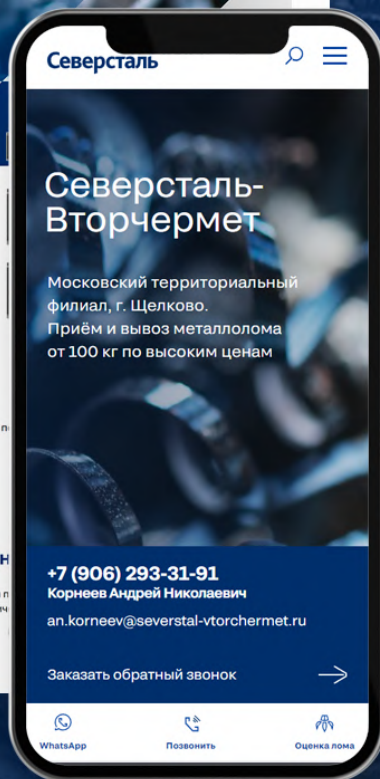 Северсталь
Северсталь-
Вторчермет
Московский территориальный
филиал, г. Щелково.
Приём и вывоз металлолома
от 100 кг по высоким ценам
+7 (906) 293-31-91
Корнеев Андрей Николаевич
an.korneev@severstal-vtorchermet.ru
Заказать обратный звонок
WhatsApp
Позвонить
Оценка лома